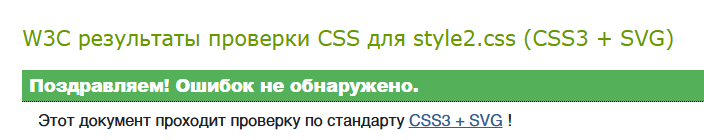 W3C результаты проверки CSS для style2.css (CSS3 + SVG)
Поздравляем! Ошибок не обнаружено.
Этот документ проходит проверку по стандарту CSS3 + SVG !